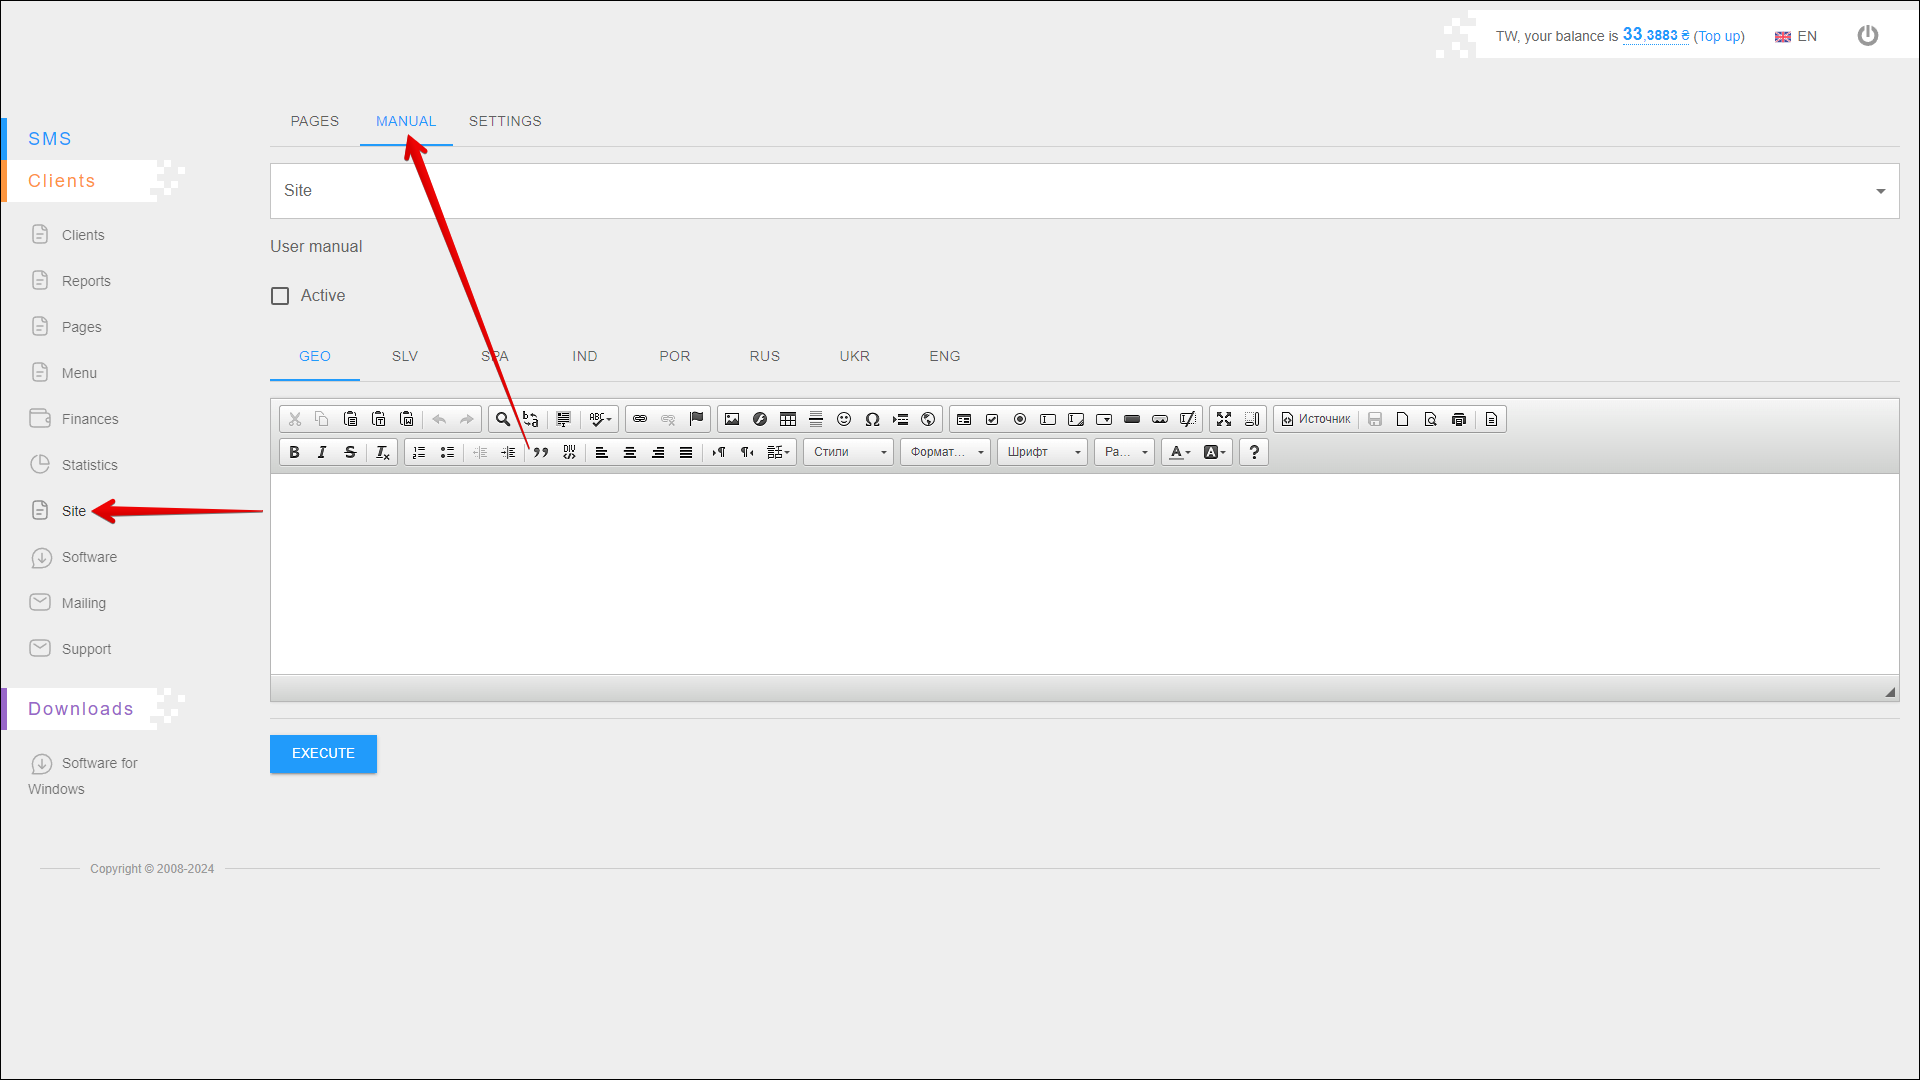 TW, your balance is 33,3883 ₴ (Top up)
EN
SMS
Clients
Clients
Reports
Pages
Menu
Finances
Statistics
Site
Software
Mailing
Support
Downloads
Software for
Windows
PAGES MANUAL SETTINGS
Site
User manual
Active
GEO SLV SPA IND POR RUS UKR ENG
Источник
Стили Формат... Шрифт Ра...
EXECUTE
Copyright © 2008-2024